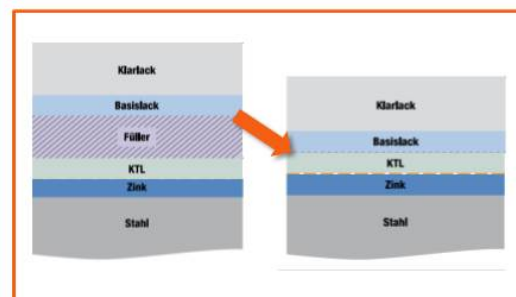 Klarlack
Basislack
Füller
KTL
Zink
Stahl
Klarlack
Basislack
KTL
Zink
Stahl